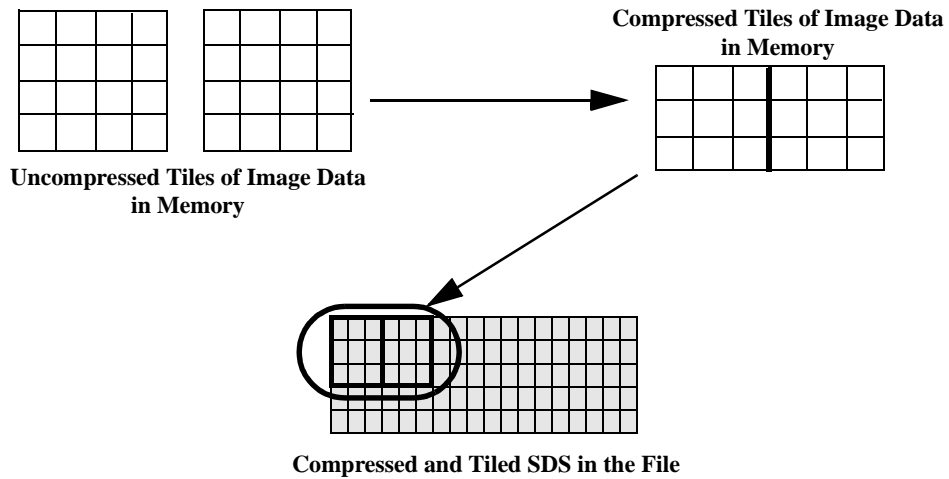 Compressed Tiles of Image Data
in Memory
Uncompressed Tiles of Image Data
in Memory
Compressed and Tiled SDS in the File